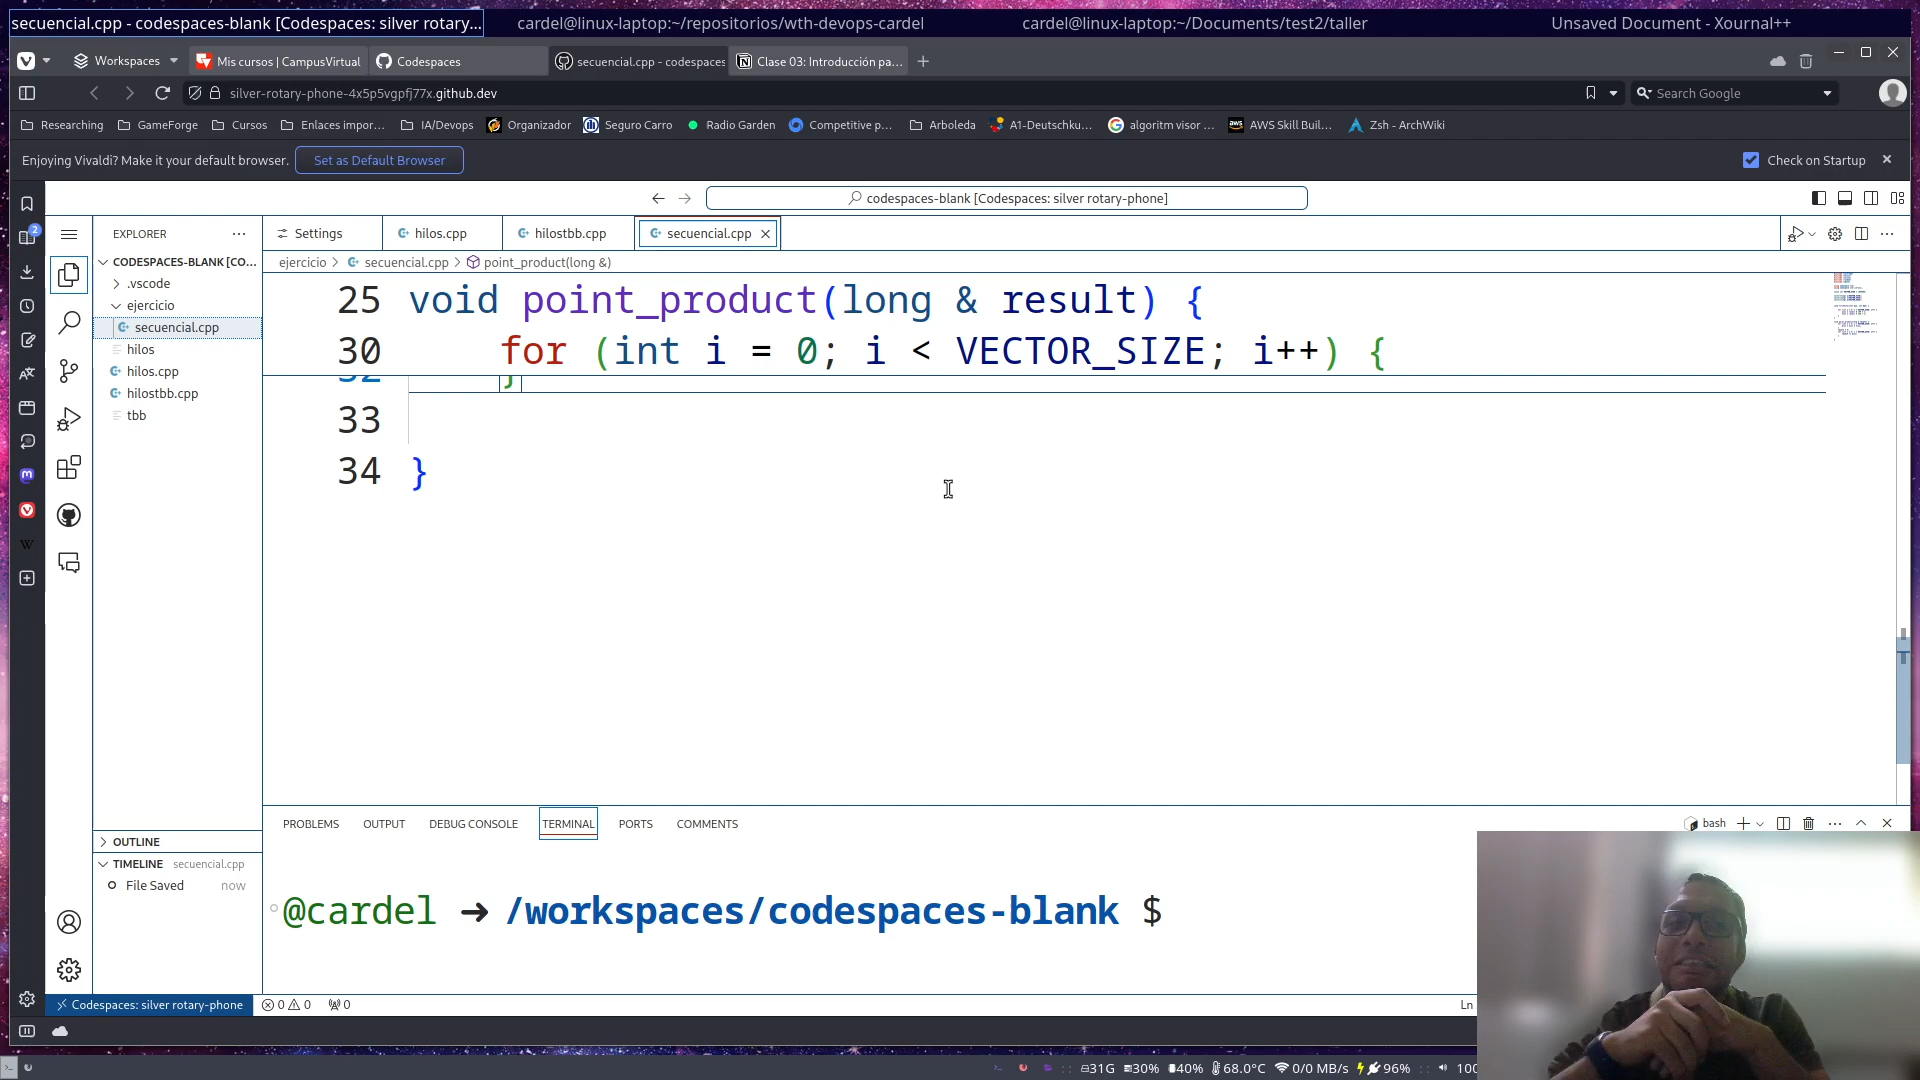 secuencial.cpp - codespaces-blank [Codespaces: silver rotary... cardel@linux-laptop:~/repositorios/wth-devops-cardel cardel@linux-laptop:~/Documents/test2/taller Unsaved Document - Xournal++
Workspaces Mis cursos | CampusVirtual Codespaces secuencial.cpp - codespaces Clase 03: Introducción pa...
silver-rotary-phone-4x5p5vgpfj77x.github.dev Search Google
Researching GameForge Cursos Enlaces impor... IA/Devops Organizador Seguro Carro Radio Garden Competitive p... Arboleda A1-Deutschku... algoritm visor ... AWS Skill Buil... Zsh - ArchWiki
Enjoying Vivaldi? Make it your default browser. Set as Default Browser Check on Startup
codespaces-blank [Codespaces: silver rotary-phone]
EXPLORER Settings hilos.cpp hilostbb.cpp secuencial.cpp
CODESPACES-BLANK [CO... ejercicio > secuencial.cpp > point_product(long &)
.vscode
ejercicio
secuencial.cpp
hilos
hilos.cpp
hilostbb.cpp
tbb
25 void point_product(long & result) {
30 for (int i = 0; i < VECTOR_SIZE; i++) {
32 }
33
34 }
OUTLINE
TIMELINE secuencial.cpp
File Saved now
PROBLEMS OUTPUT DEBUG CONSOLE TERMINAL PORTS COMMENTS bash
@cardel ➜ /workspaces/codespaces-blank $
Codespaces: silver rotary-phone 0 0 0 Ln
31G 30% 40% 68.0°C 0/0 MB/s 96% 100